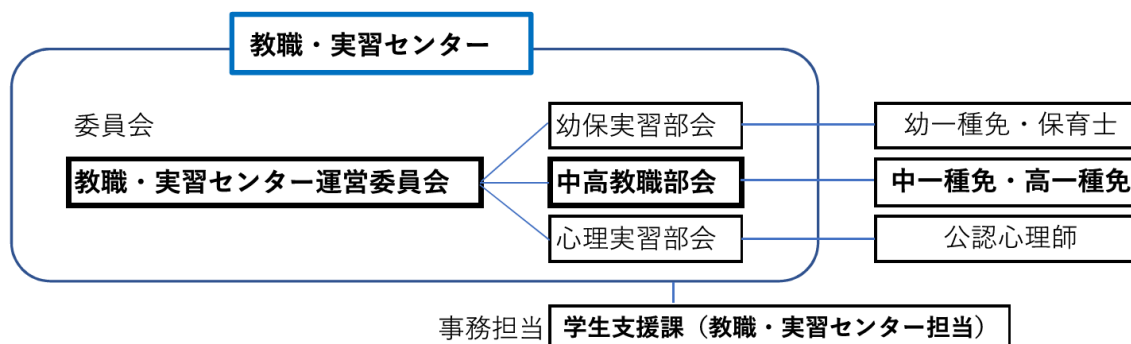 教職・実習センター
委員会
幼保実習部会
幼一種免・保育士
教職・実習センター運営委員会
中高教職部会
中一種免・高一種免
心理実習部会
公認心理師
事務担当
学生支援課（教職・実習センター担当）